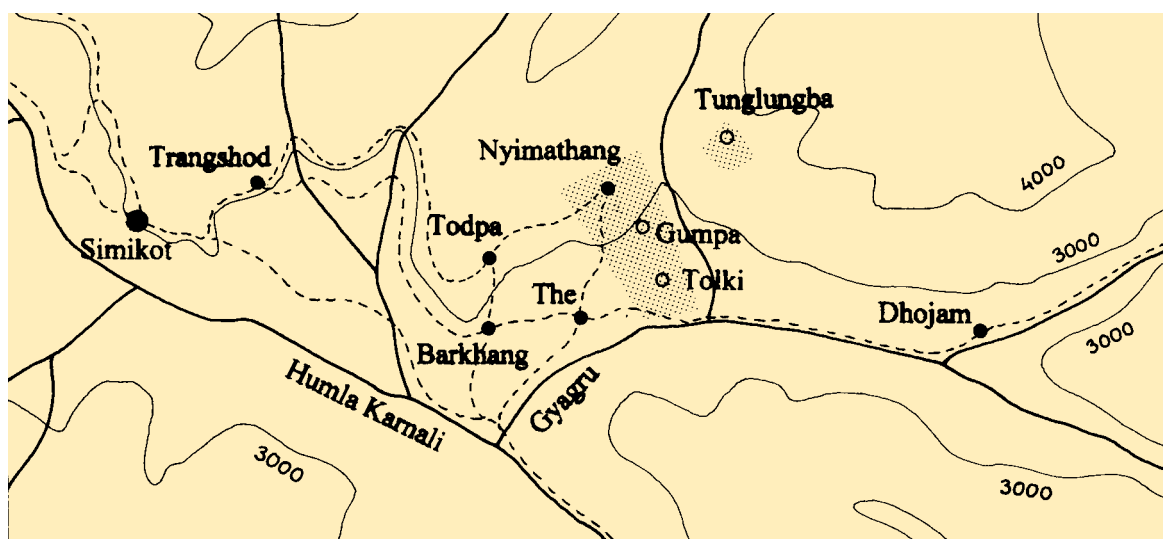 Tunglungba
Trangshod
Nyimathang
4000
Todpa
Gumpa
Simikot
3000
Tolki
The
Dhojam
3000
Barkhang
Humla Karnali
Gyagru
3000
3000